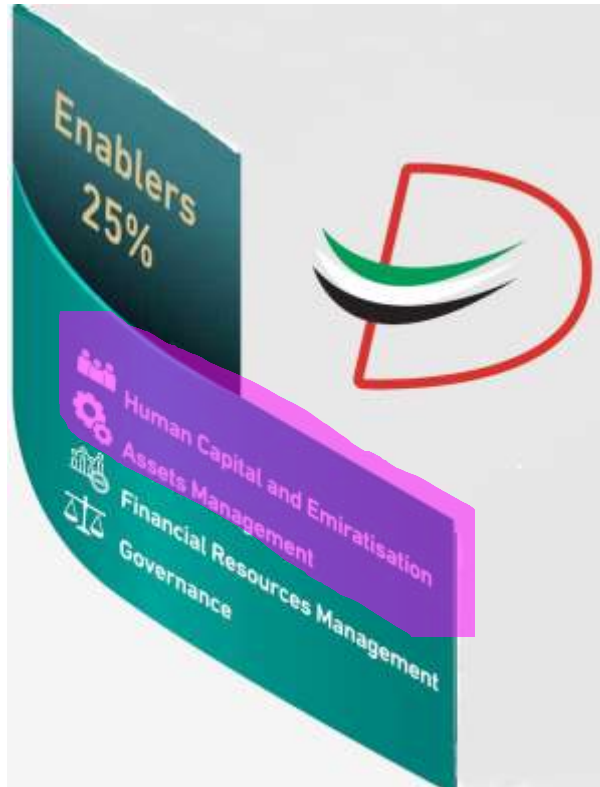 Enablers
25%
Human Capital and Emiratisation
Assets Management
Financial Resources Management
Governance